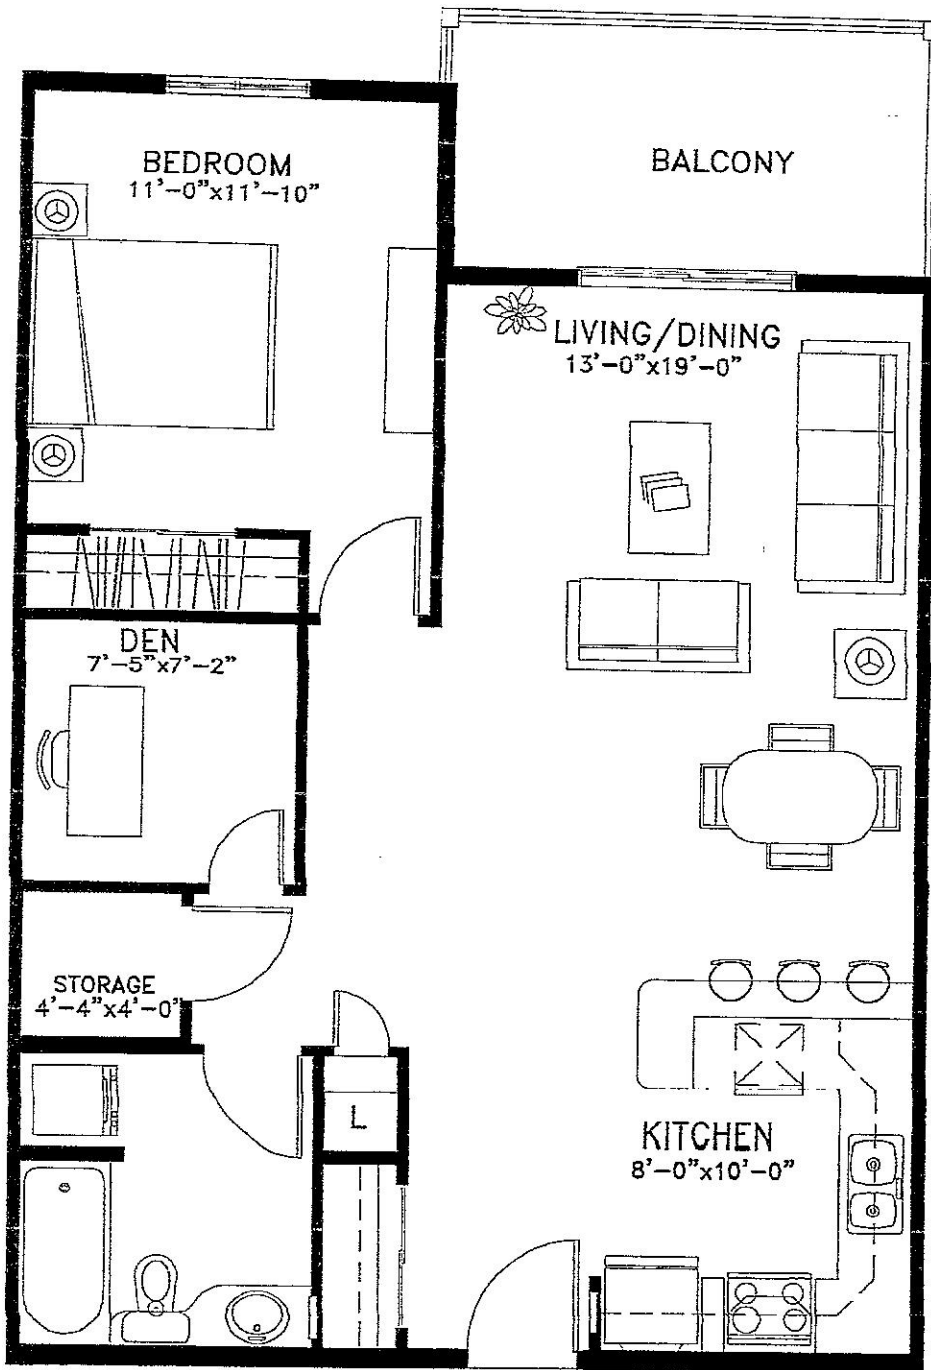 BEDROOM
11'-0"x11'-10"
BALCONY
LIVING/DINING
13'-0"x19'-0"
DEN
7'-5"x7'-2"
STORAGE
4'-4"x4'-0"
L
KITCHEN
8'-0"x10'-0"